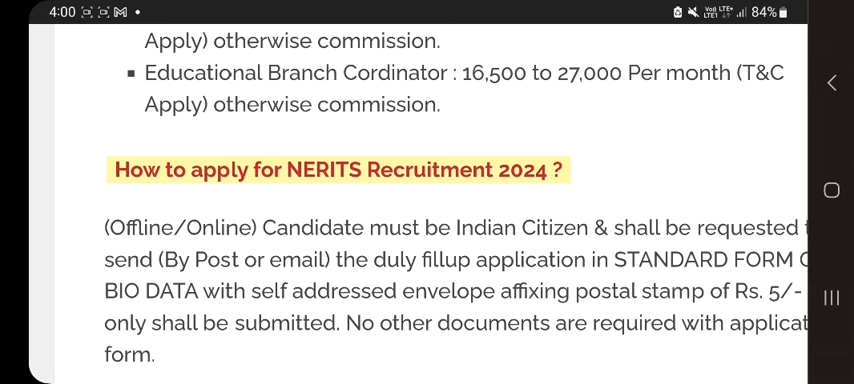 4:00
Vo)) LTE+
LTE1 84%
Apply) otherwise commission.
▪ Educational Branch Cordinator : 16,500 to 27,000 Per month (T&C
Apply) otherwise commission.
How to apply for NERITS Recruitment 2024 ?
(Offline/Online) Candidate must be Indian Citizen & shall be requested
send (By Post or email) the duly fillup application in STANDARD FORM
BIO DATA with self addressed envelope affixing postal stamp of Rs. 5/-
only shall be submitted. No other documents are required with applicat
form.